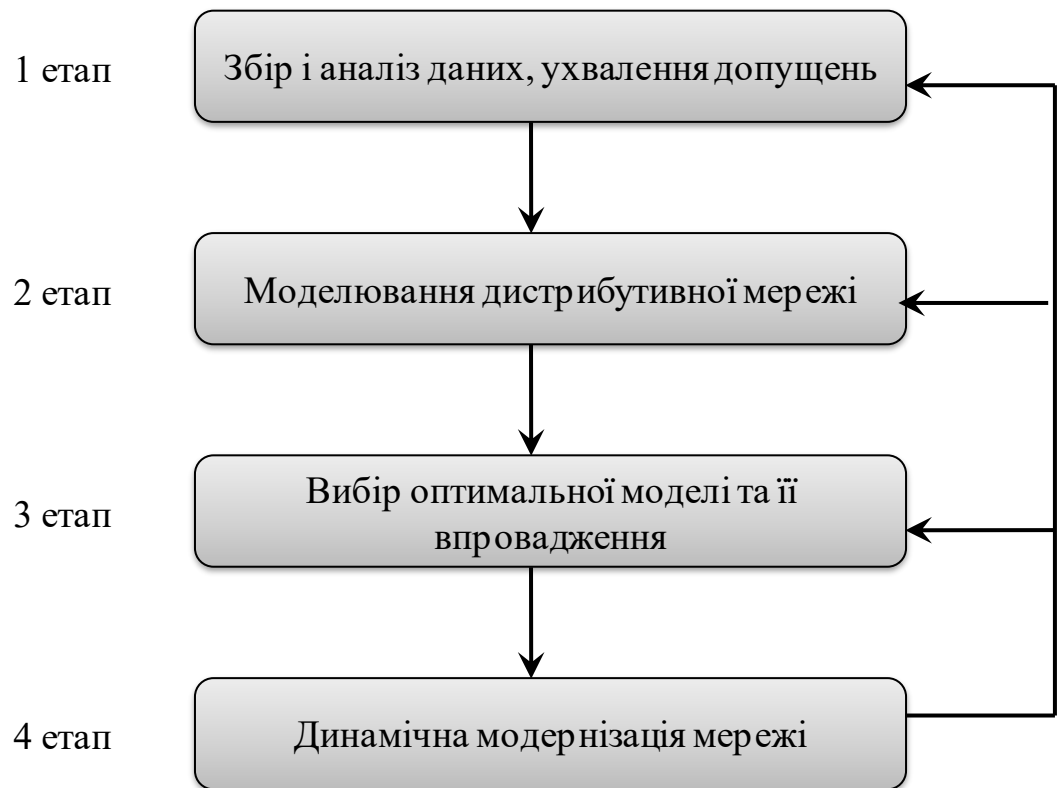 1 етап
Збір і аналіз даних, ухвалення допущень
2 етап
Моделювання дистрибутивної мережі
3 етап
Вибір оптимальної моделі та її
впровадження
4 етап
Динамічна модернізація мережі